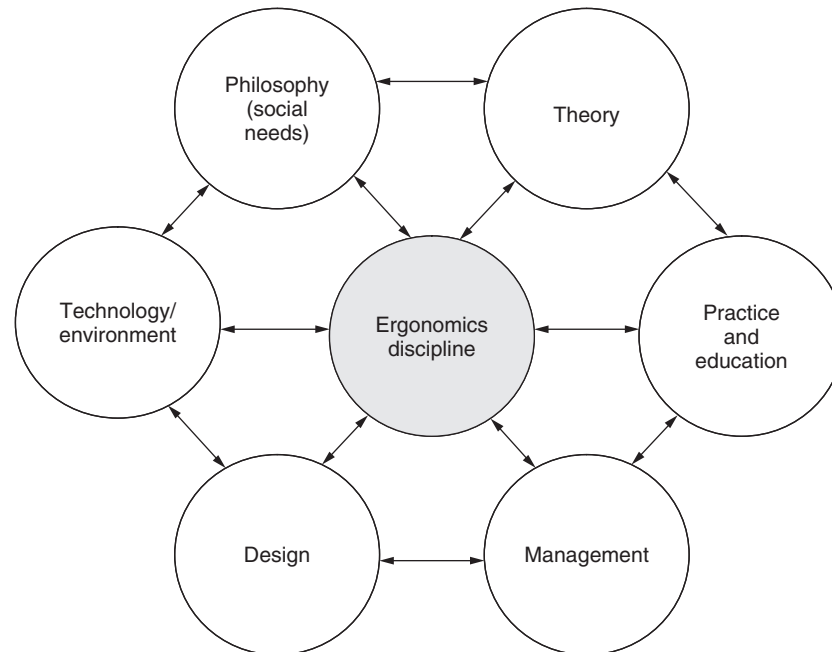 Philosophy
(social
needs)
Theory
Technology/
environment
Ergonomics
discipline
Practice
and
education
Design
Management